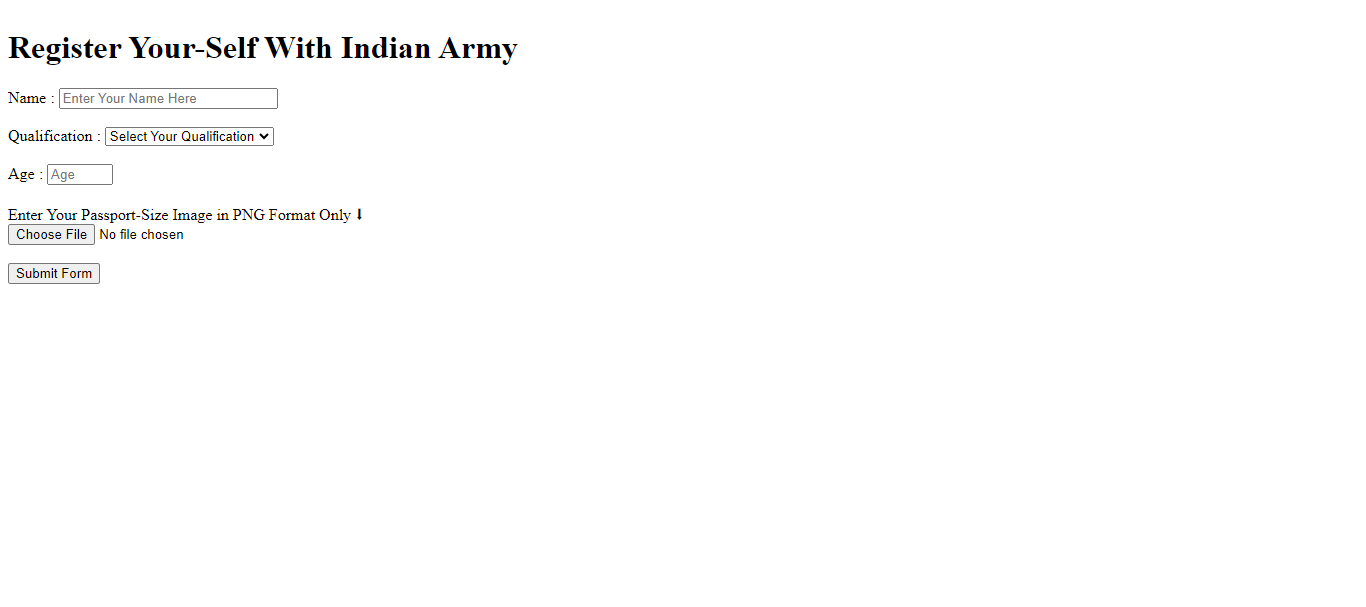 Register Your-Self With Indian Army
Name : Enter Your Name Here
Qualification : Select Your Qualification
Age : Age
Enter Your Passport-Size Image in PNG Format Only ⬇
Choose File No file chosen
Submit Form